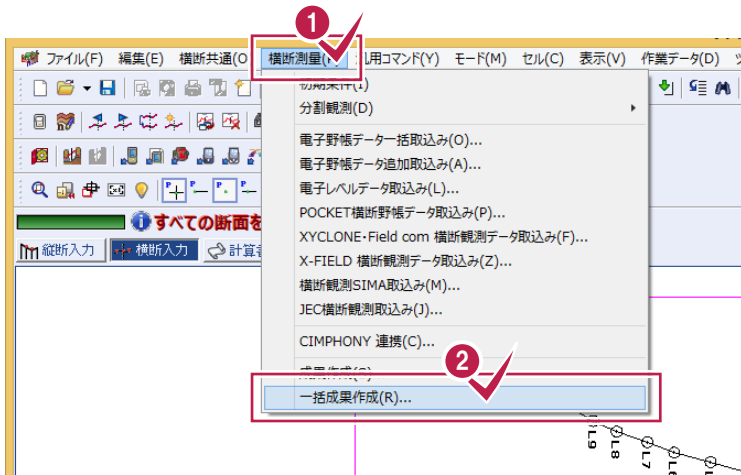 1
ファイル(F) 編集(E) 横断共通(O 横断測量( 汎用コマンド(Y) モード(M) セル(C) 表示(V) 作業データ(D)
初期条件(I)
分割観測(D)
電子野帳データ一括取込み(O)...
電子野帳データ追加取込み(A)...
電子レベルデータ取込み(L)...
POCKET横断野帳データ取込み(P)...
XYCLONE・Field com 横断観測データ取込み(F)...
X-FIELD 横断観測データ取込み(Z)...
横断観測SIMA取込み(M)...
JEC横断観測取込み(J)...
CIMPHONY 連携(C)...
2
一括成果作成(R)...
すべての断面を
縦断入力 横断入力 計算書
L9
L8
L7